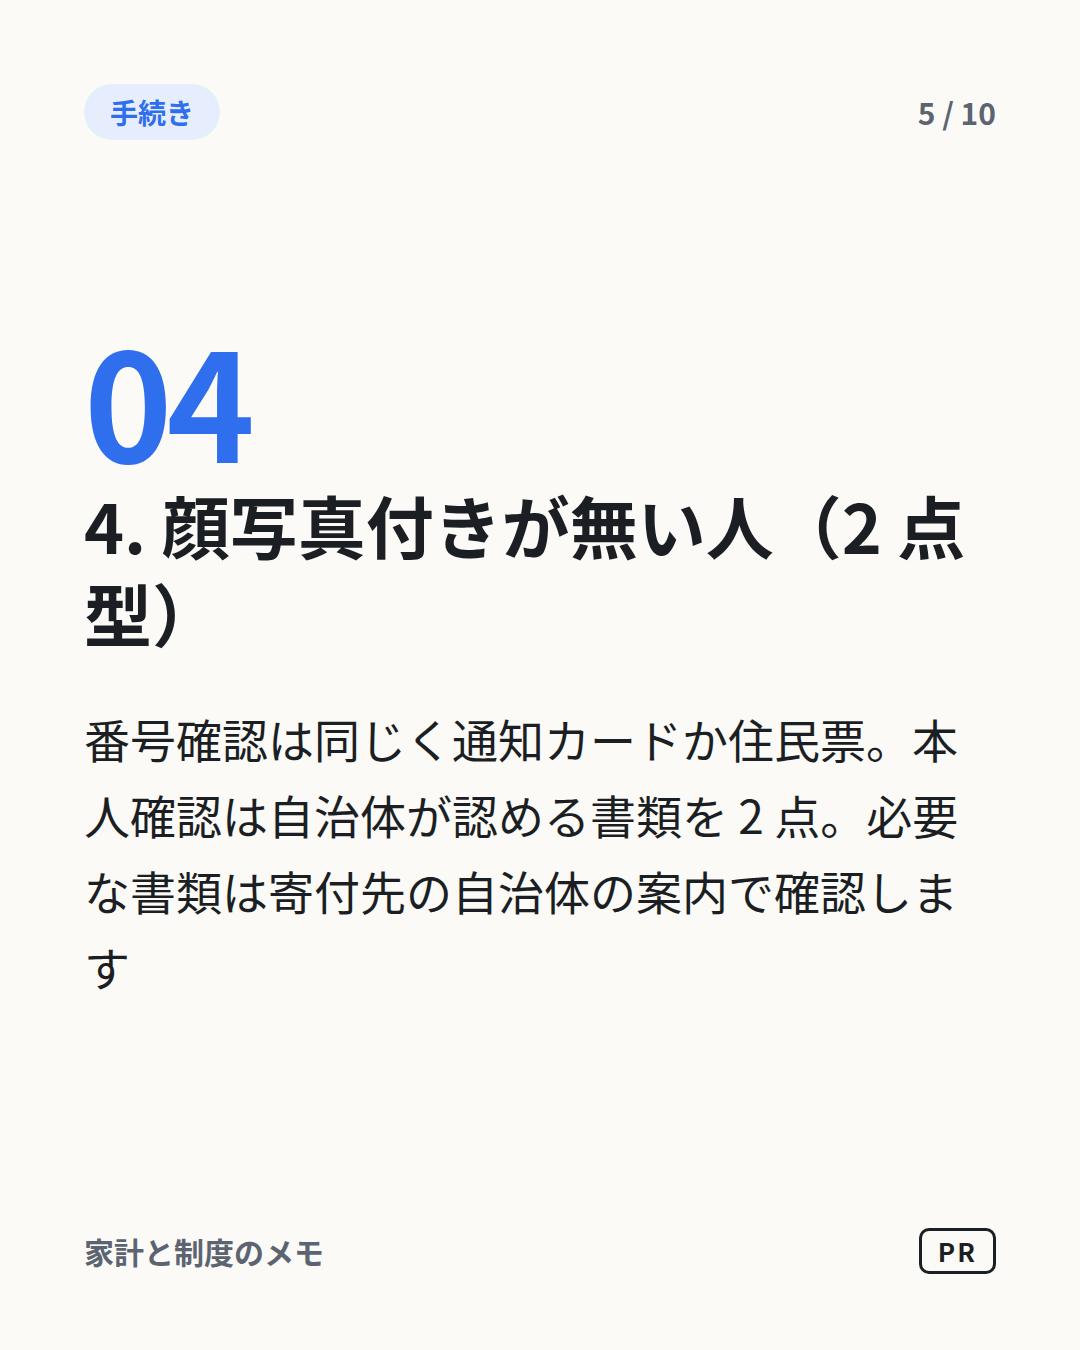 手続き
5 / 10
04
4. 顔写真付きが無い人（2 点
型）
番号確認は同じく通知カードか住民票。本
人確認は自治体が認める書類を 2 点。必要
な書類は寄付先の自治体の案内で確認しま
す
家計と制度のメモ
PR